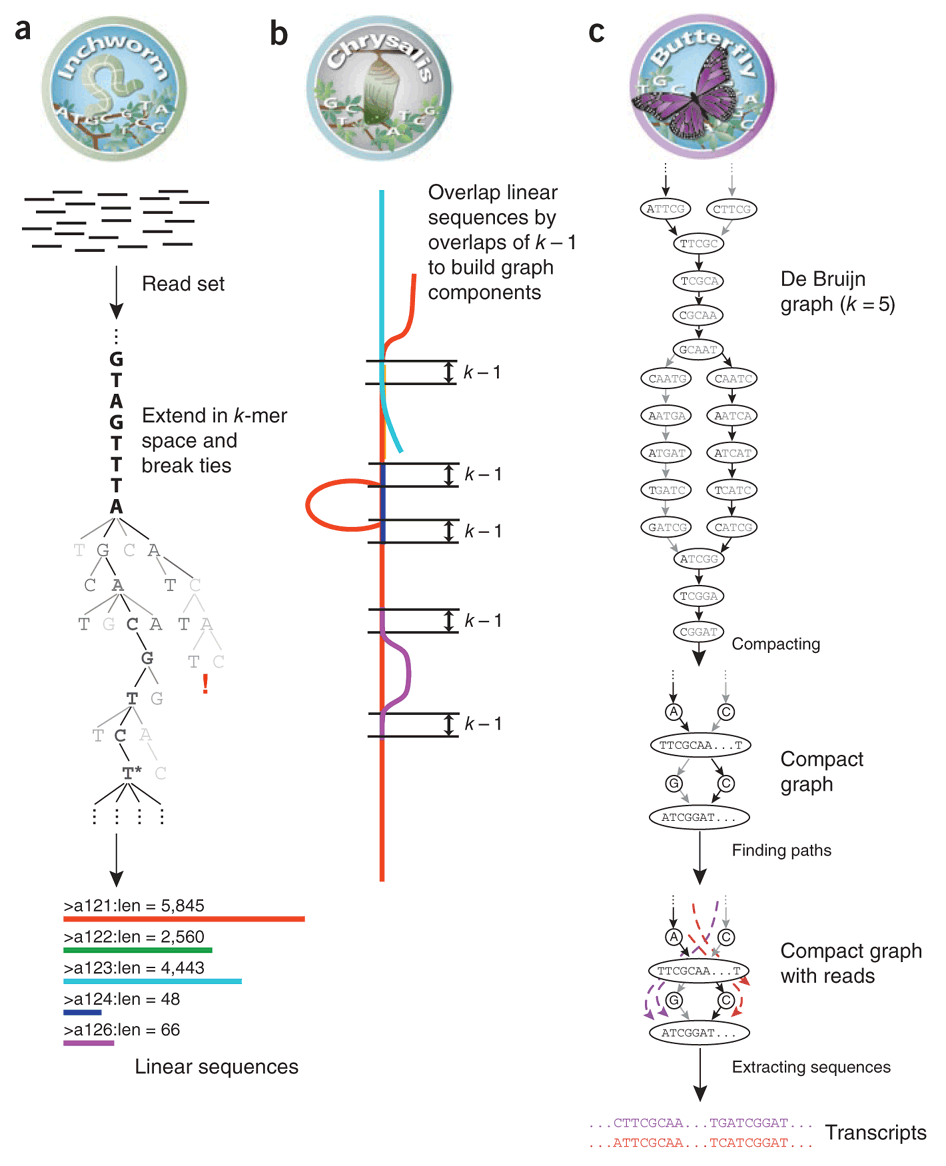 a
Inchworm
ATGC
T A
T C G
Read set
G
T
A
G
T
T
T
A
Extend in k-mer
space and
break ties
T G C A
C A T C
T G C A T A
G T C
!
T G
T C A
T* C
>a121:len = 5,845
>a122:len = 2,560
>a123:len = 4,443
>a124:len = 48
>a126:len = 66
Linear sequences
b
Chrysalis
Overlap linear
sequences by
overlaps of k – 1
to build graph
components
k – 1
k – 1
k – 1
k – 1
k – 1
c
Butterfly
ATTCG CTTCG
TTCGC
TCGCA
CGCAA
GCAAT
CAATG CAATC
AATGA AATCA
ATGAT ATCAT
TGATC TCATC
GATCG CATCG
ATCGG
TCGGA
CGGAT
De Bruijn
graph (k = 5)
Compacting
A C
TTCGCAA...T
G C
ATCGGAT...
Compact
graph
Finding paths
A C
TTCGCAA...T
G C
ATCGGAT...
Compact graph
with reads
Extracting sequences
...CTTCGCAA...TGATCGGAT...
...ATTCGCAA...TCATCGGAT...
Transcripts